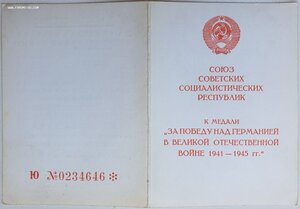 Ю №0234646*
СОЮЗ
СОВЕТСКИХ
СОЦИАЛИСТИЧЕСКИХ
РЕСПУБЛИК
К МЕДАЛИ
„ЗА ПОБЕДУ НАД ГЕРМАНИЕЙ
В ВЕЛИКОЙ ОТЕЧЕСТВЕННОЙ
ВОЙНЕ 1941—1945 гг."